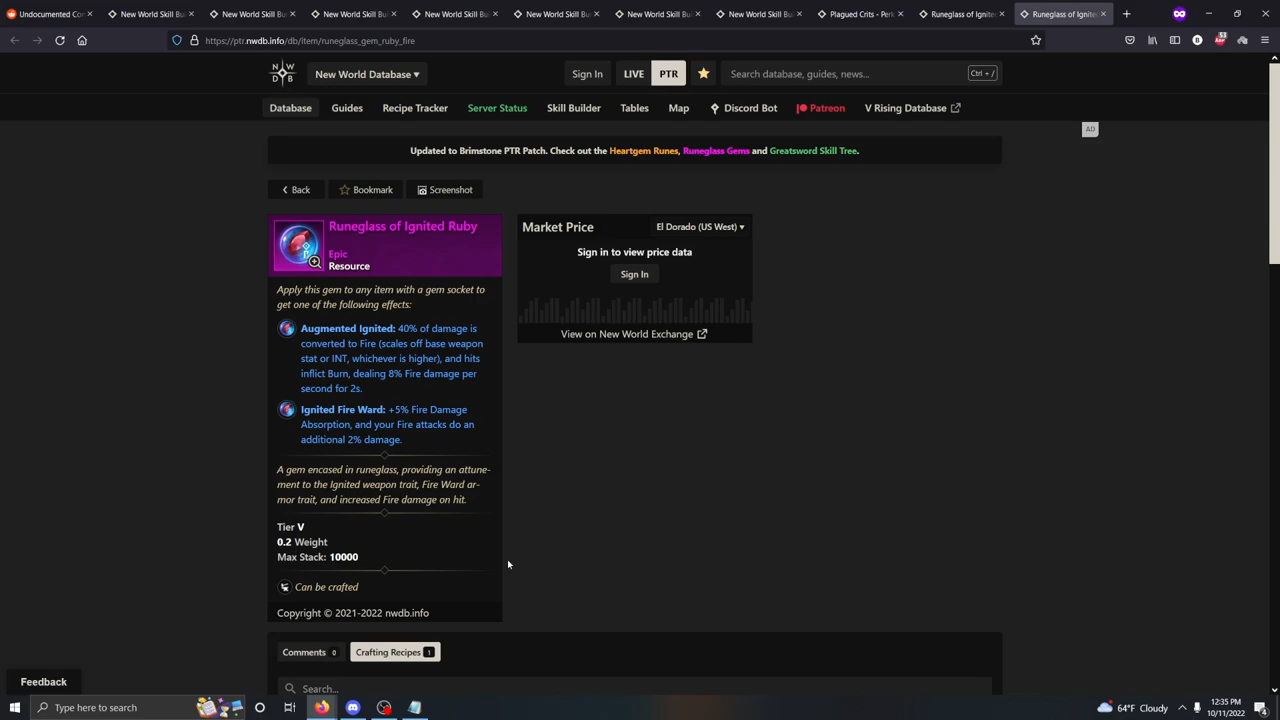 Undocumented Cor
New World Skill Bui
New World Skill Bui
New World Skill Bui
New World Skill Bui
New World Skill Bui
New World Skill Bui
New World Skill Bui
Plagued Crits - Perk
Runeglass of Ignite
Runeglass of Ignite
https://ptr.nwdb.info/db/item/runeglass_gem_ruby_fire
53
N W
D B
New World Database
Sign In
LIVE
PTR
Search database, guides, news...
Ctrl + /
Database
Guides
Recipe Tracker
Server Status
Skill Builder
Tables
Map
Discord Bot
Patreon
V Rising Database
AD
Updated to Brimstone PTR Patch. Check out the Heartgem Runes, Runeglass Gems and Greatsword Skill Tree.
Back
Bookmark
Screenshot
Runeglass of Ignited Ruby
Epic
Resource
Apply this gem to any item with a gem socket to
get one of the following effects:
Augmented Ignited: 40% of damage is
converted to Fire (scales off base weapon
stat or INT, whichever is higher), and hits
inflict Burn, dealing 8% Fire damage per
second for 2s.
Ignited Fire Ward: +5% Fire Damage
Absorption, and your Fire attacks do an
additional 2% damage.
A gem encased in runeglass, providing an attune-
ment to the Ignited weapon trait, Fire Ward ar-
mor trait, and increased Fire damage on hit.
Tier V
0.2 Weight
Max Stack: 10000
Can be crafted
Copyright © 2021-2022 nwdb.info
Market Price
El Dorado (US West)
Sign in to view price data
Sign In
View on New World Exchange
Comments 0
Crafting Recipes 1
Search...
Feedback
Type here to search
64°F Cloudy
12:35 PM
10/11/2022
4